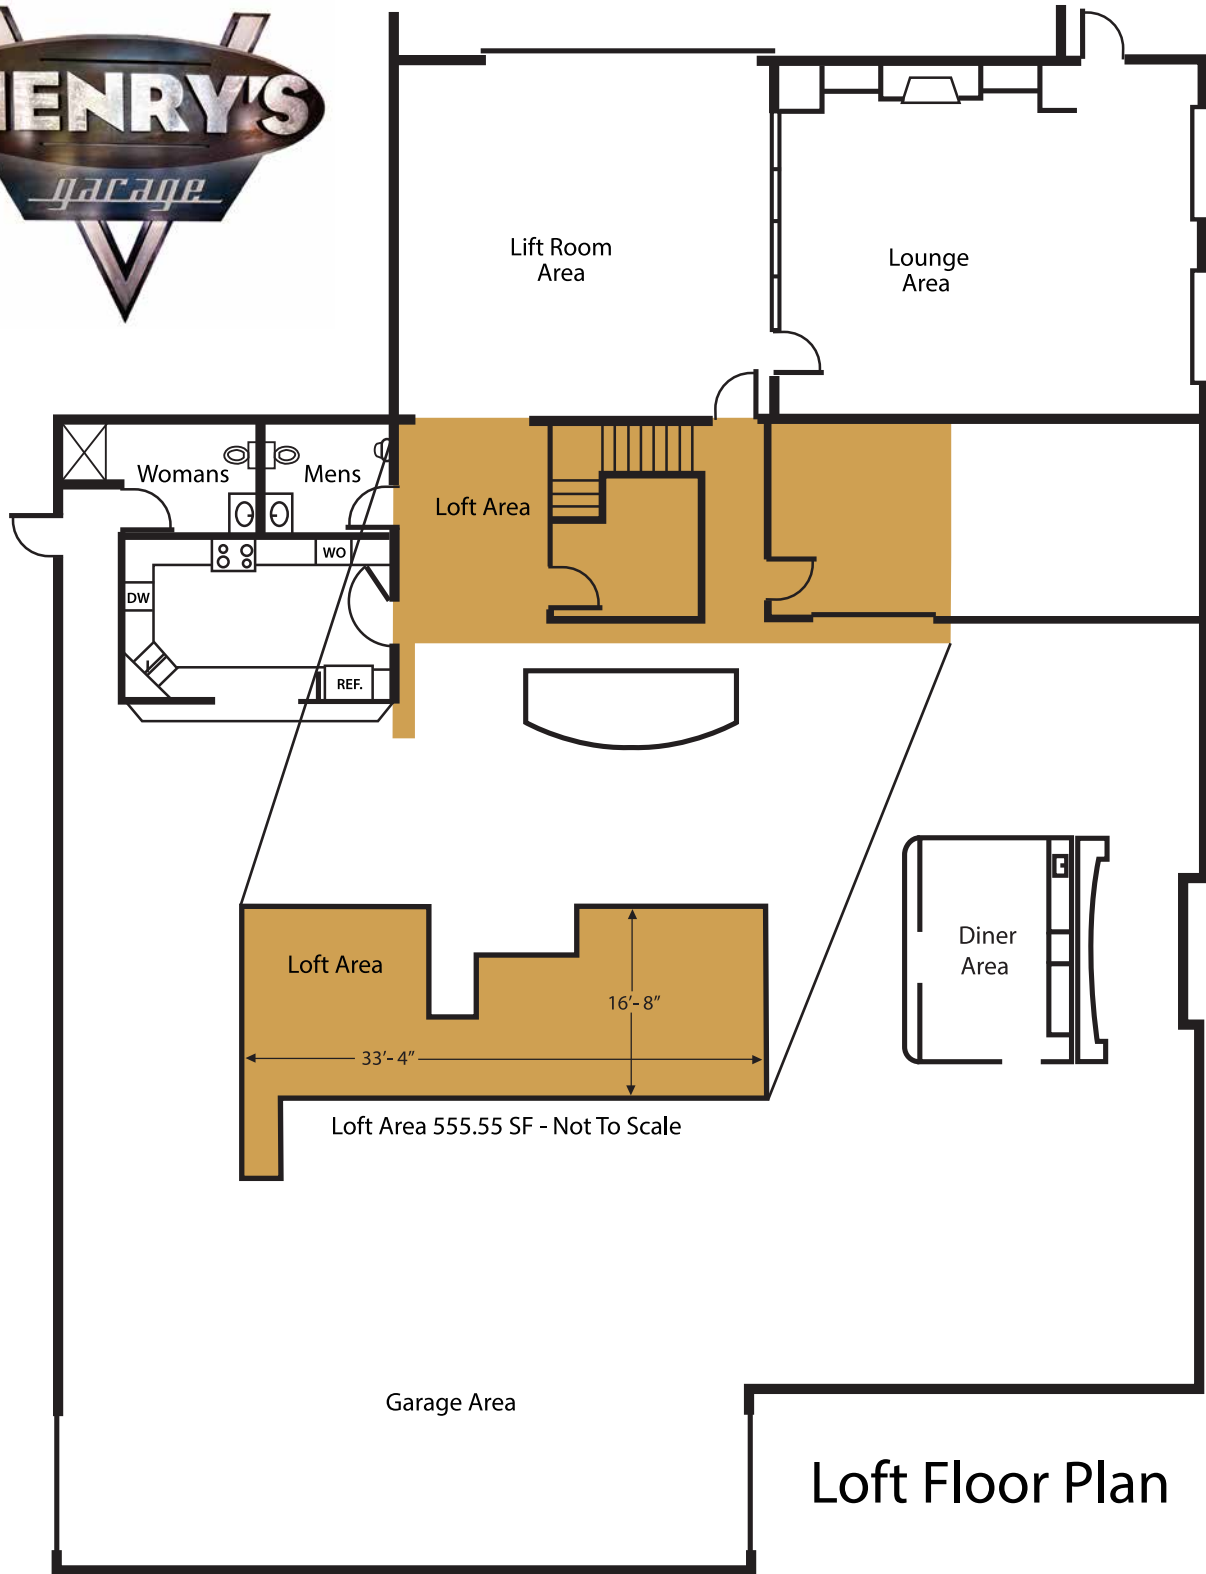 HENRY'S
garage
Lift Room
Area
Lounge
Area
Womans
Mens
Loft Area
WO
DW
REF.
Diner
Area
Loft Area
16'-8"
33'-4"
Loft Area 555.55 SF - Not To Scale
Garage Area
Loft Floor Plan